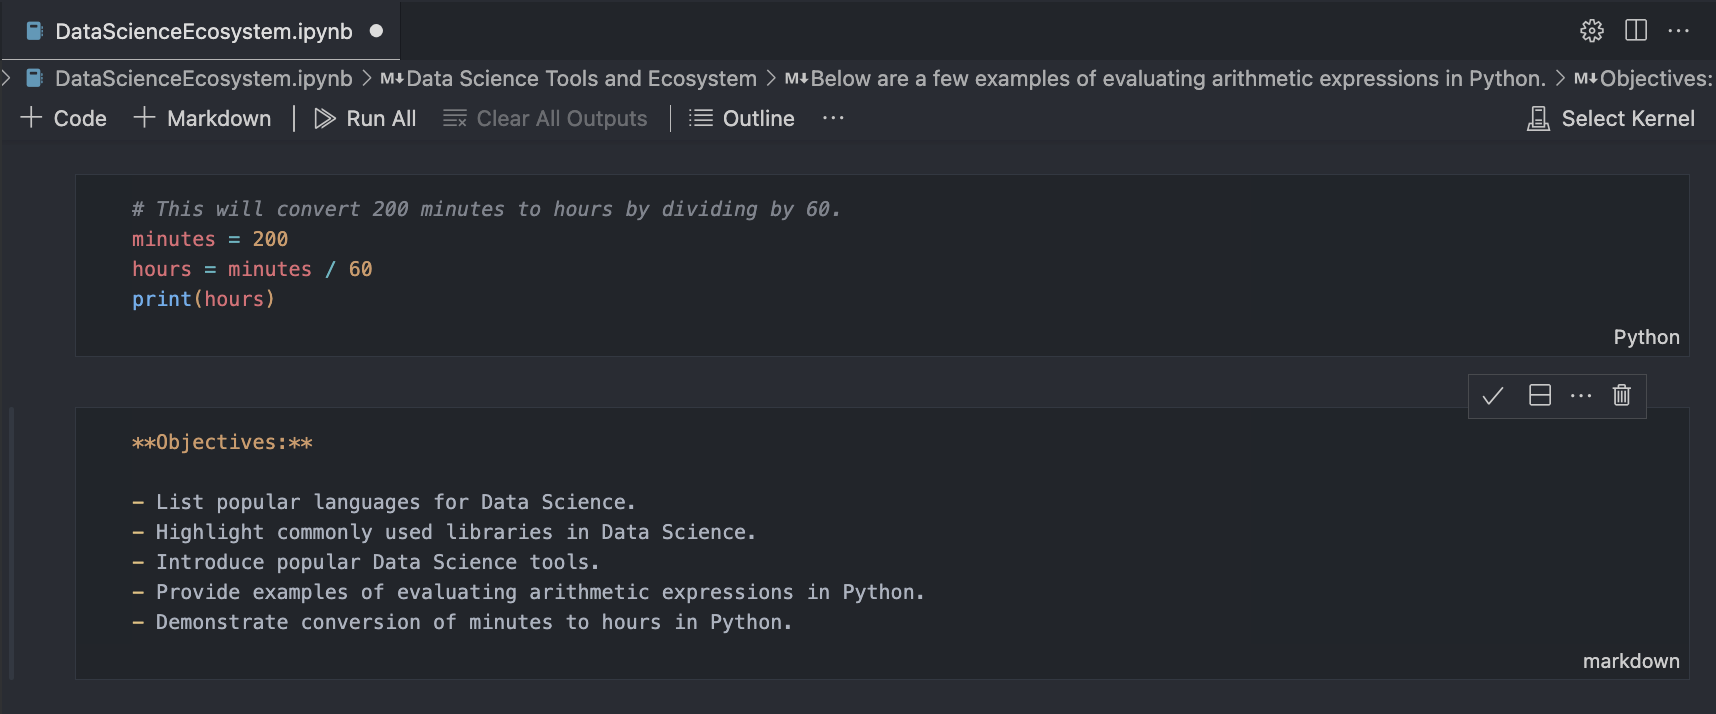 DataScienceEcosystem.ipynb
DataScienceEcosystem.ipynb > M↓Data Science Tools and Ecosystem > M↓Below are a few examples of evaluating arithmetic expressions in Python. > M↓Objectives:
+ Code + Markdown | Run All Clear All Outputs | Outline ... Select Kernel
# This will convert 200 minutes to hours by dividing by 60.
minutes = 200
hours = minutes / 60
print(hours)
Python
**Objectives:**
- List popular languages for Data Science.
- Highlight commonly used libraries in Data Science.
- Introduce popular Data Science tools.
- Provide examples of evaluating arithmetic expressions in Python.
- Demonstrate conversion of minutes to hours in Python.
markdown